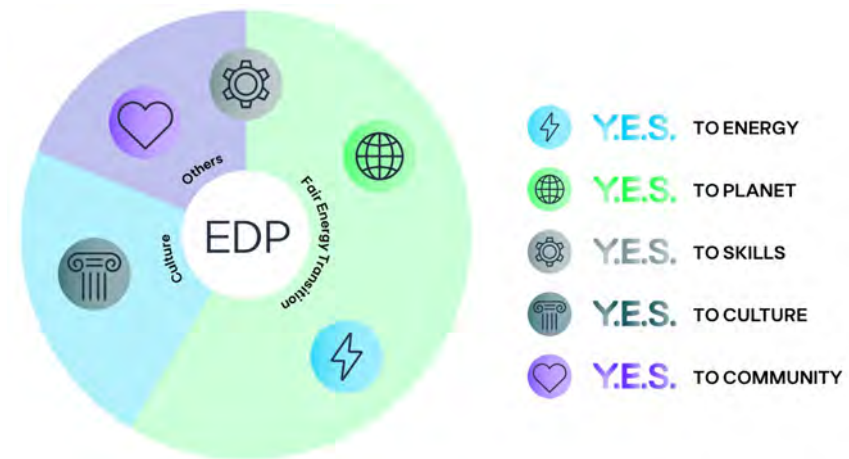 Others
Fair Energy Transition
EDP
Culture
Y.E.S. TO ENERGY
Y.E.S. TO PLANET
Y.E.S. TO SKILLS
Y.E.S. TO CULTURE
Y.E.S. TO COMMUNITY